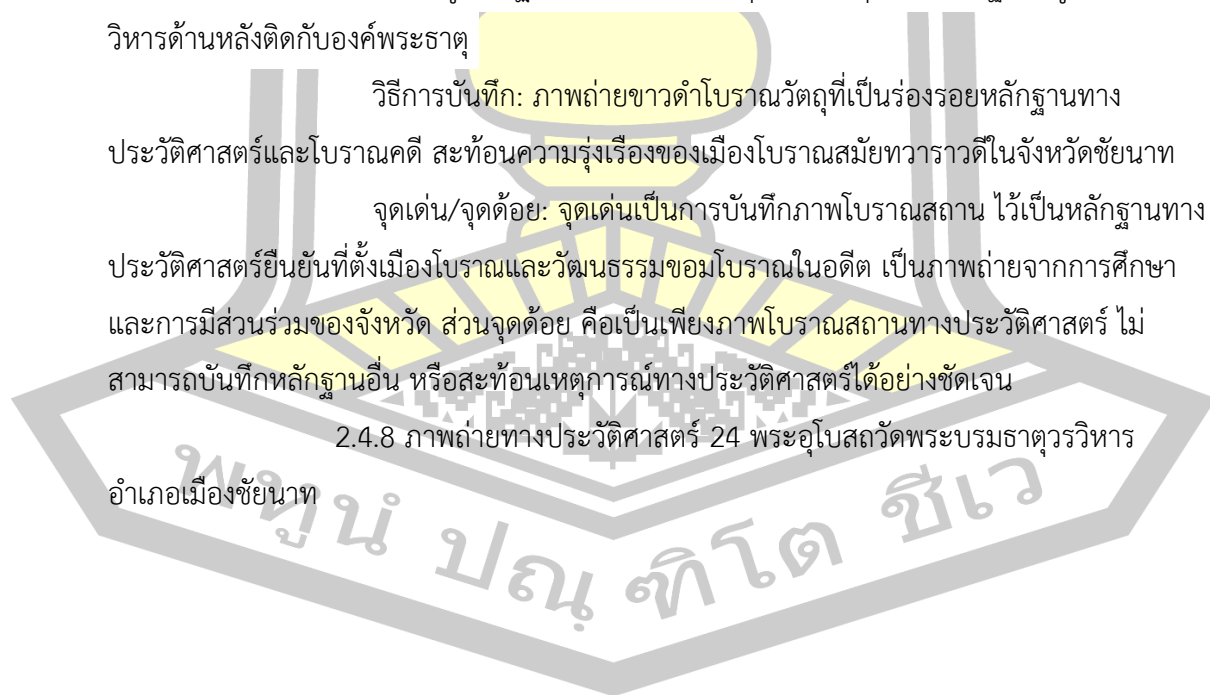 วิหารด้านหลังติดกับองค์พระธาตุ
วิธีการบันทึก: ภาพถ่ายขาวดำโบราณวัตถุที่เป็นร่องรอยหลักฐานทาง
ประวัติศาสตร์และโบราณคดี สะท้อนความรุ่งเรืองของเมืองโบราณสมัยทวาราวดีในจังหวัดชัยนาท
จุดเด่น/จุดด้อย: จุดเด่นเป็นการบันทึกภาพโบราณสถาน ไว้เป็นหลักฐานทาง
ประวัติศาสตร์ยืนยันที่ตั้งเมืองโบราณและวัฒนธรรมขอมโบราณในอดีต เป็นภาพถ่ายจากการศึกษา
และการมีส่วนร่วมของจังหวัด ส่วนจุดด้อย คือเป็นเพียงภาพโบราณสถานทางประวัติศาสตร์ ไม่
สามารถบันทึกหลักฐานอื่น หรือสะท้อนเหตุการณ์ทางประวัติศาสตร์ได้อย่างชัดเจน
2.4.8 ภาพถ่ายทางประวัติศาสตร์ 24 พระอุโบสถวัดพระบรมธาตุวรวิหาร
อำเภอเมืองชัยนาท
พหูนํ ปณฺฑิโต ชีเว